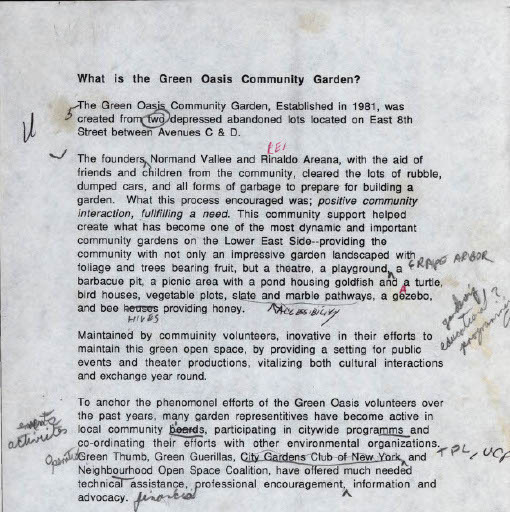 What is the Green Oasis Community Garden?
5 The Green Oasis Community Garden, Established in 1981, was
created from two depressed abandoned lots located on East 8th
Street between Avenues C & D.
REI
The founders, Normand Vallee and Rinaldo Areana, with the aid of
friends and children from the community, cleared the lots of rubble,
dumped cars, and all forms of garbage to prepare for building a
garden. What this process encouraged was; positive community
interaction, fullfilling a need. This community support helped
create what has become one of the most dynamic and important
community gardens on the Lower East Side--providing the
community with not only an impressive garden landscaped with
foliage and trees bearing fruit, but a theatre, a playground, a GRAPE ARBOR
barbacue pit, a picnic area with a pond housing goldfish and a turtle,
bird houses, vegetable plots, slate and marble pathways, a gezebo,
A
and bee houses providing honey. ACCESSIBILITY
HIVES
educational?
programming
Maintained by community volunteers, inovative in their efforts to
maintain this green open space, by providing a setting for public
events and theater productions, vitalizing both cultural interactions
and exchange year round.
To anchor the phenomonel efforts of the Green Oasis volunteers over
the past years, many garden representitives have become active in
events
activities
local community boards, participating in citywide programms and
co-ordinating their efforts with other environmental organizations.
Green Thumb, Green Guerillas, City Gardens Club of New York, and TPL, UCG
Neighbourhood Open Space Coalition, have offered much needed
technical assistance, professional encouragement, information and
advocacy. financial